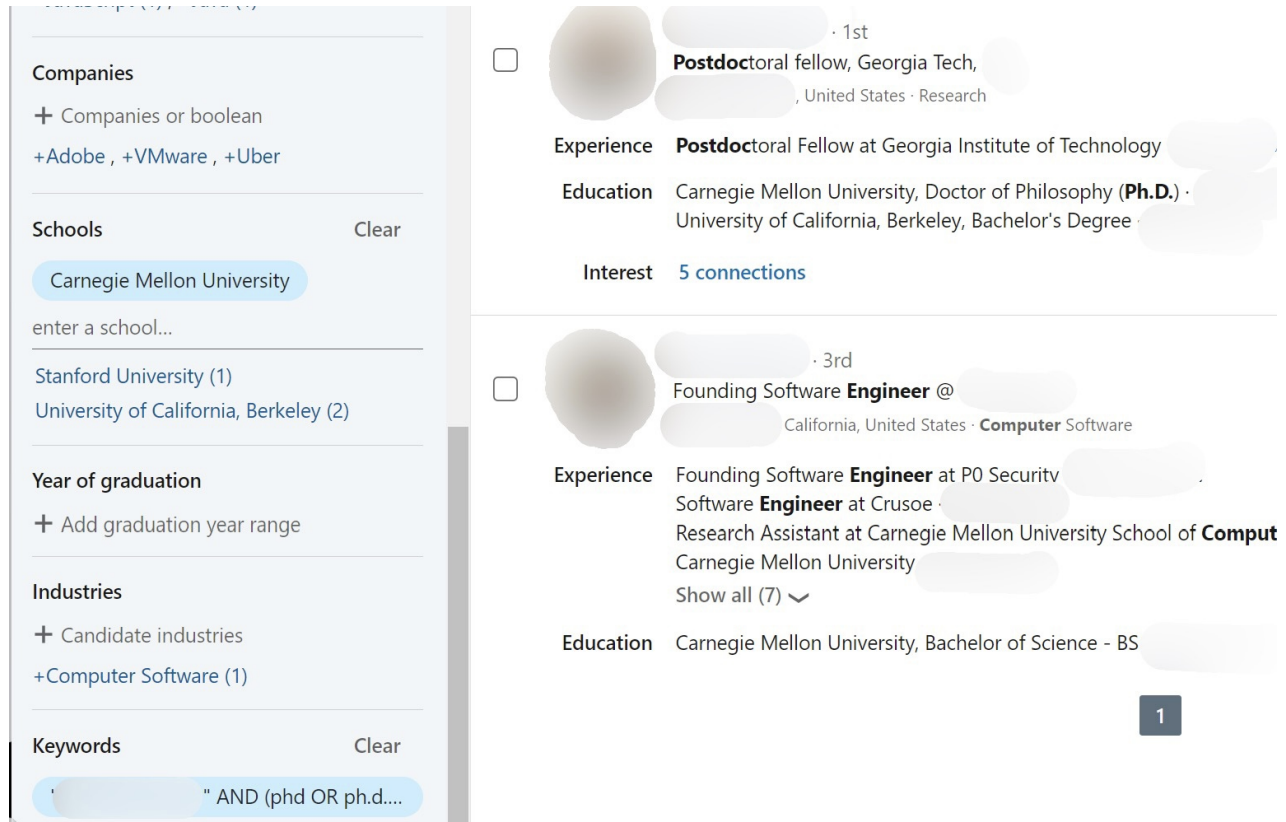 Companies
+ Companies or boolean
+Adobe , +VMware , +Uber
Schools Clear
Carnegie Mellon University
enter a school...
Stanford University (1)
University of California, Berkeley (2)
Year of graduation
+ Add graduation year range
Industries
+ Candidate industries
+Computer Software (1)
Keywords Clear
" " AND (phd OR ph.d....
· 1st
Postdoctoral fellow, Georgia Tech,
, United States · Research
Experience Postdoctoral Fellow at Georgia Institute of Technology
Education Carnegie Mellon University, Doctor of Philosophy (Ph.D.) ·
University of California, Berkeley, Bachelor's Degree ·
Interest 5 connections
· 3rd
Founding Software Engineer @
California, United States · Computer Software
Experience Founding Software Engineer at P0 Security
Software Engineer at Crusoe ·
Research Assistant at Carnegie Mellon University School of Comput
Carnegie Mellon University
Show all (7)
Education Carnegie Mellon University, Bachelor of Science - BS
1